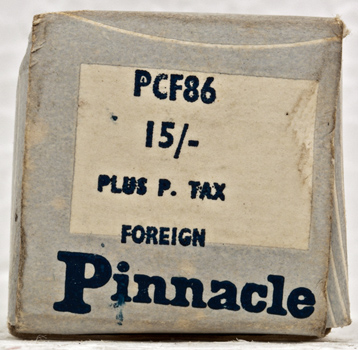 PCF86
15/-
PLUS P. TAX
FOREIGN
Pinnacle